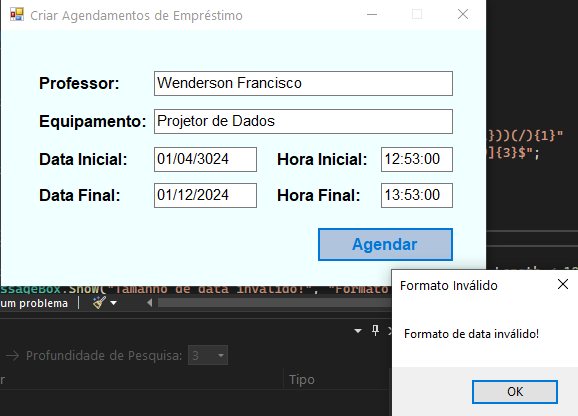 Criar Agendamentos de Empréstimo
Professor: Wenderson Francisco
Equipamento: Projetor de Dados
}))(/){1}"
]{3}$";
Data Inicial: 01/04/3024 Hora Inicial: 12:53:00
Data Final: 01/12/2024 Hora Final: 13:53:00
Agendar
ssageBox.Show("Tamanho de data inválido!", "Formato
um problema
Formato Inválido
Formato de data inválido!
OK
Profundidade de Pesquisa: 3
r Tipo